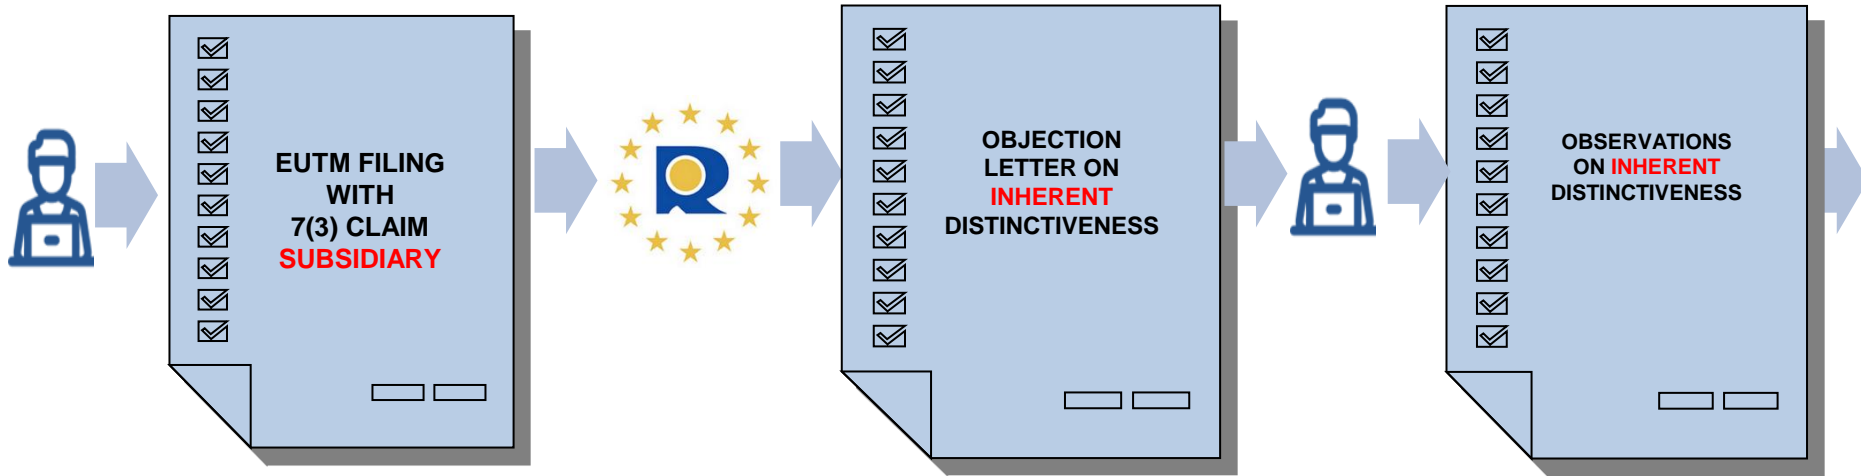 EUTM FILING
WITH
7(3) CLAIM
SUBSIDIARY
OBJECTION
LETTER ON
INHERENT
DISTINCTIVENESS
OBSERVATIONS
ON INHERENT
DISTINCTIVENESS